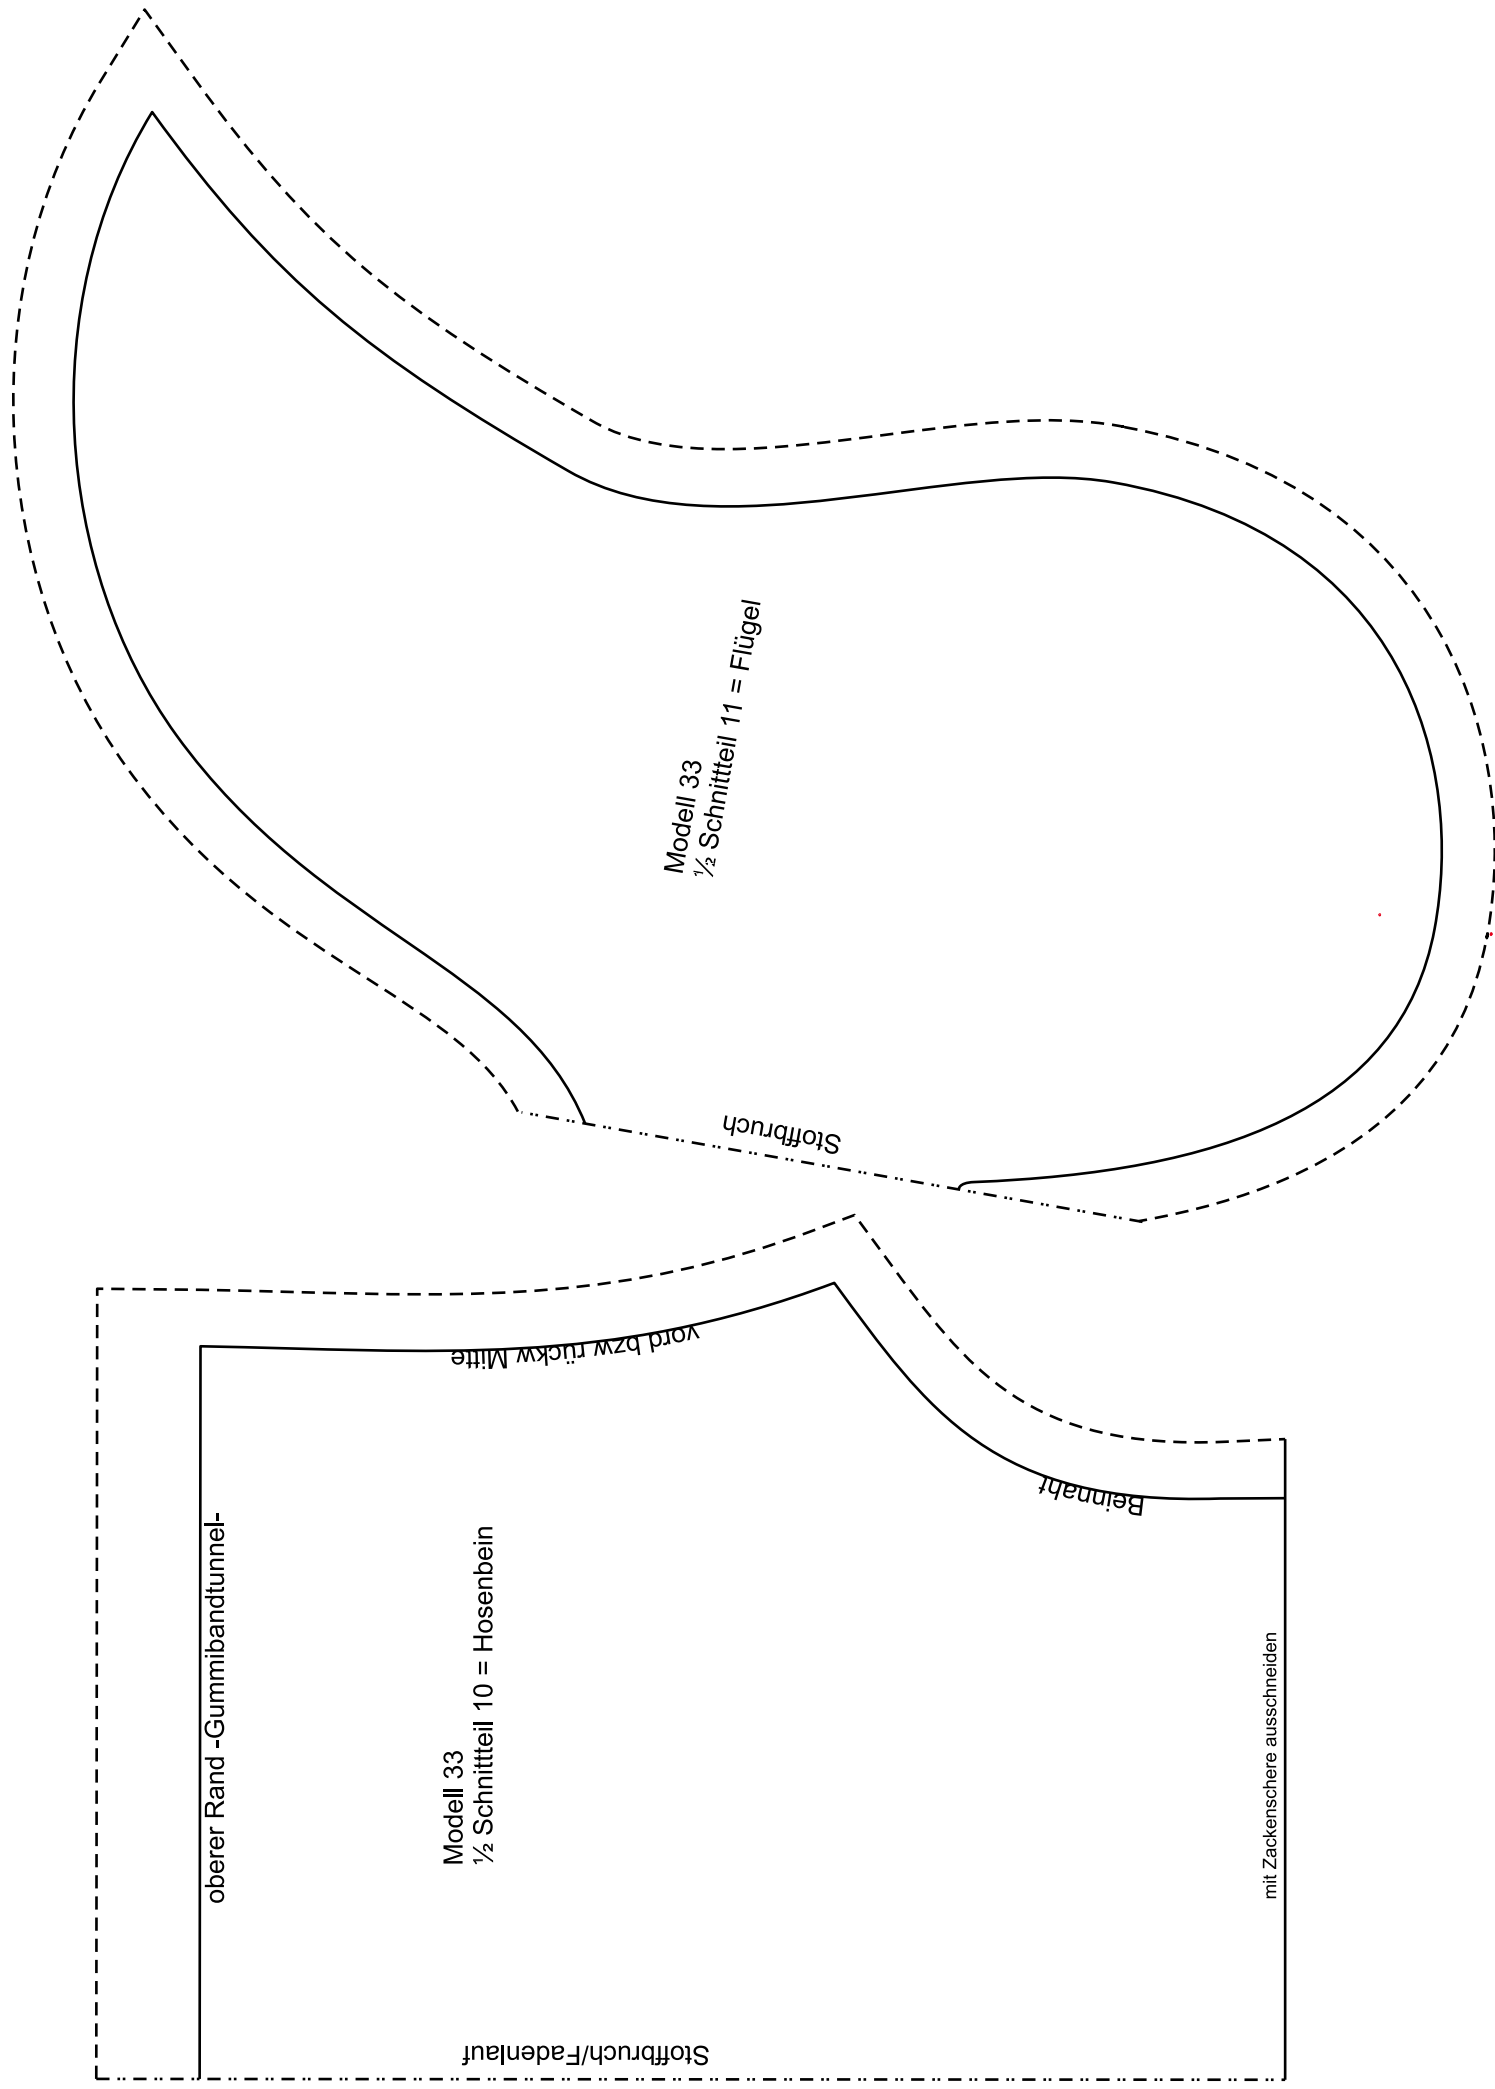 Modell 33
½ Schnittteil 11 = Flügel
Stoffbruch
vord bzw rückw Mitte
Beinnaht
oberer Rand -Gummibandtunnel-
Modell 33
½ Schnittteil 10 = Hosenbein
mit Zackenschere ausschneiden
Stoffbruch/Fadenlauf